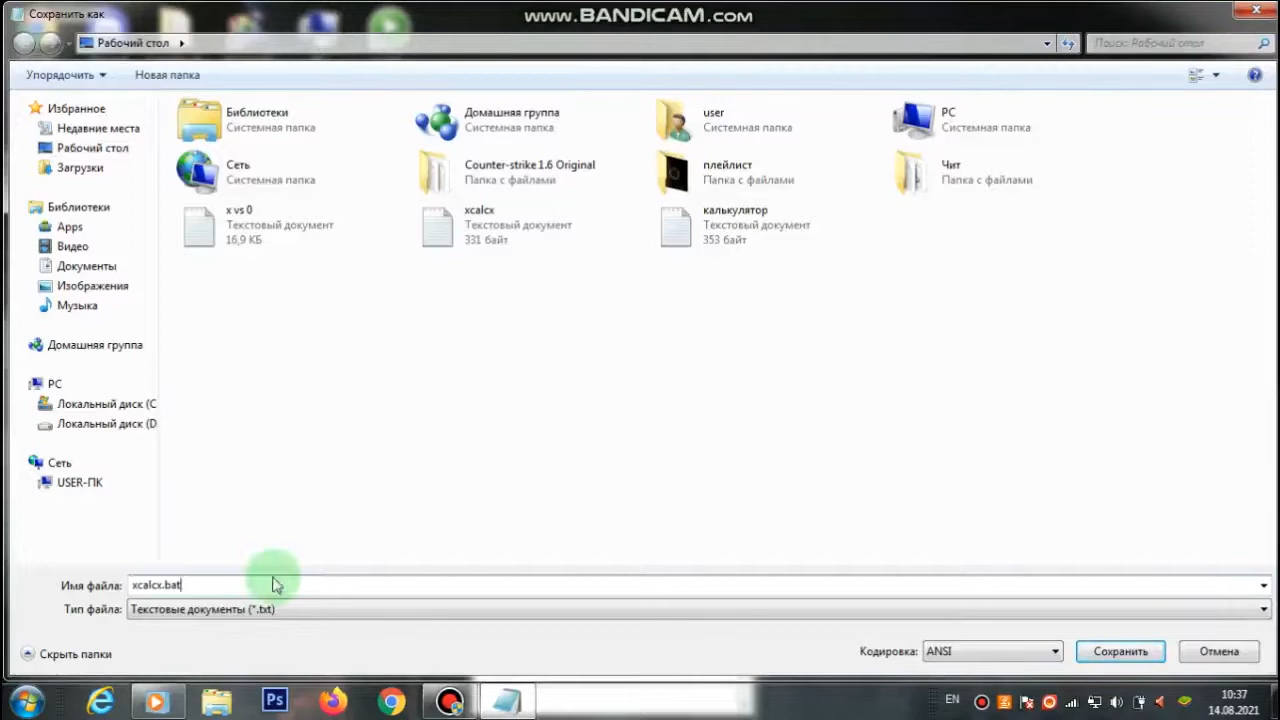 Сохранить как
www.BANDICAM.com
Рабочий стол
Поиск: Рабочий стол
Упорядочить
Новая папка
Избранное
Недавние места
Рабочий стол
Загрузки
Библиотеки
Apps
Видео
Документы
Изображения
Музыка
Домашняя группа
PC
Локальный диск (C
Локальный диск (D
Сеть
USER-ПК
Библиотеки
Системная папка
Домашняя группа
Системная папка
user
Системная папка
PC
Системная папка
Сеть
Системная папка
Counter-strike 1.6 Original
Папка с файлами
плейлист
Папка с файлами
Чит
Папка с файлами
x vs 0
Текстовый документ
16,9 КБ
xcalcx
Текстовый документ
331 байт
калькулятор
Текстовый документ
353 байт
Имя файла: xcalcx.bat
Тип файла: Текстовые документы (*.txt)
Скрыть папки
Кодировка: ANSI
Сохранить
Отмена
Ps
EN
10:37
14.08.2021